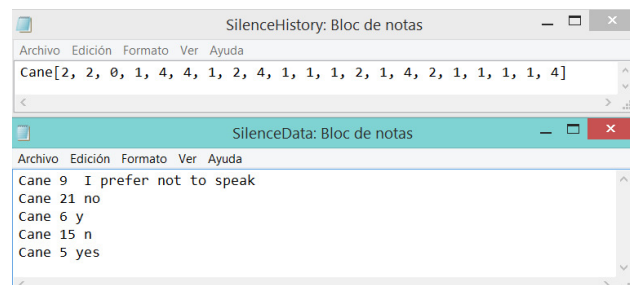 SilenceHistory: Bloc de notas
Archivo Edición Formato Ver Ayuda
Cane[2, 2, 0, 1, 4, 4, 1, 2, 4, 1, 1, 1, 2, 1, 4, 2, 1, 1, 1, 1, 4]
SilenceData: Bloc de notas
Archivo Edición Formato Ver Ayuda
Cane 9  I prefer not to speak
Cane 21 no
Cane 6 y
Cane 15 n
Cane 5 yes